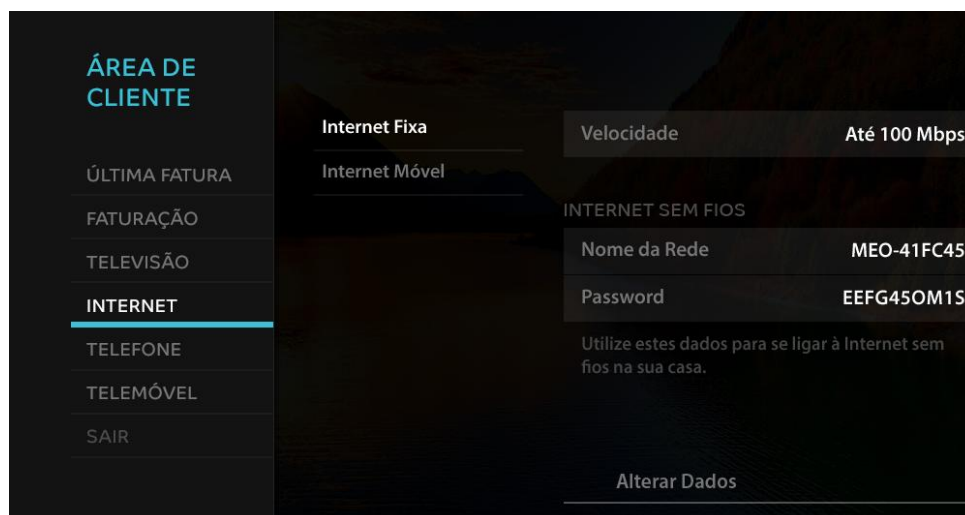 ÁREA DE
CLIENTE
ÚLTIMA FATURA
FATURAÇÃO
TELEVISÃO
INTERNET
TELEFONE
TELEMÓVEL
SAIR
Internet Fixa
Internet Móvel
Velocidade Até 100 Mbps
INTERNET SEM FIOS
Nome da Rede MEO-41FC45
Password EEFG45OM1S
Utilize estes dados para se ligar à Internet sem
fios na sua casa.
Alterar Dados